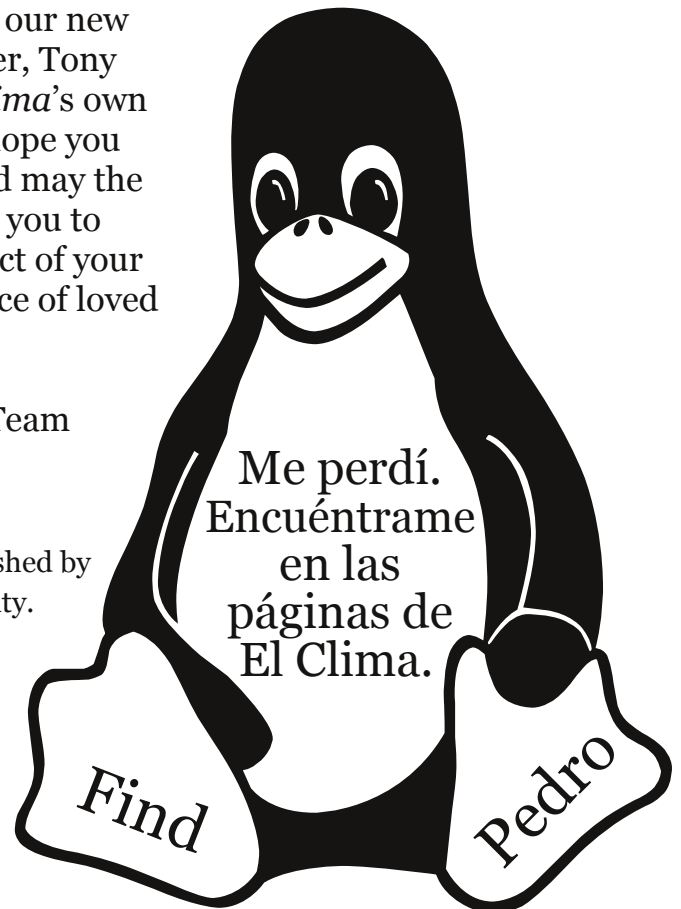 our new
er, Tony
ima's own
ope you
d may the
you to
ct of your
ce of loved
Team
shed by
ty.
Me perdí.
Encuéntrame
en las
páginas de
El Clima.
Find
Pedro